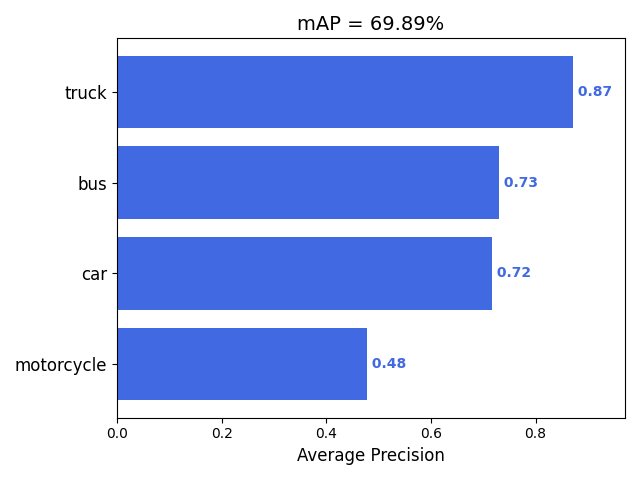 mAP = 69.89%
truck 0.87
bus 0.73
car 0.72
motorcycle 0.48
0.0 0.2 0.4 0.6 0.8
Average Precision